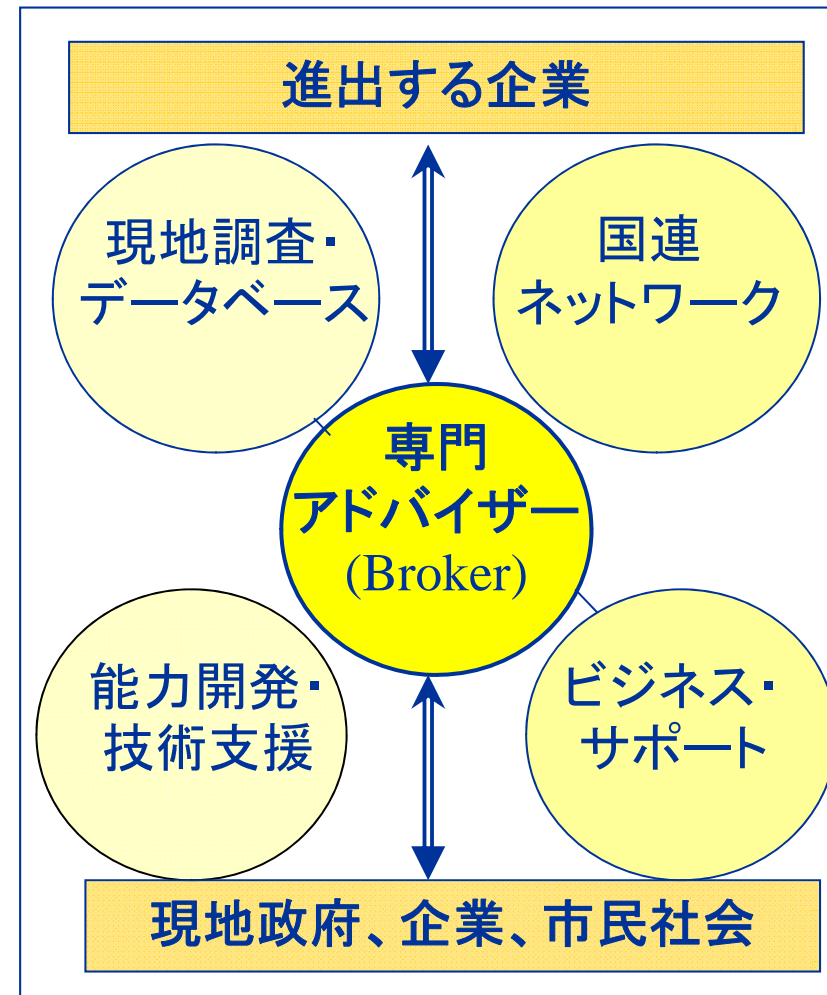 進出する企業
現地調査・
データベース
国連
ネットワーク
専門
アドバイザー
(Broker)
能力開発・
技術支援
ビジネス・
サポート
現地政府、企業、市民社会